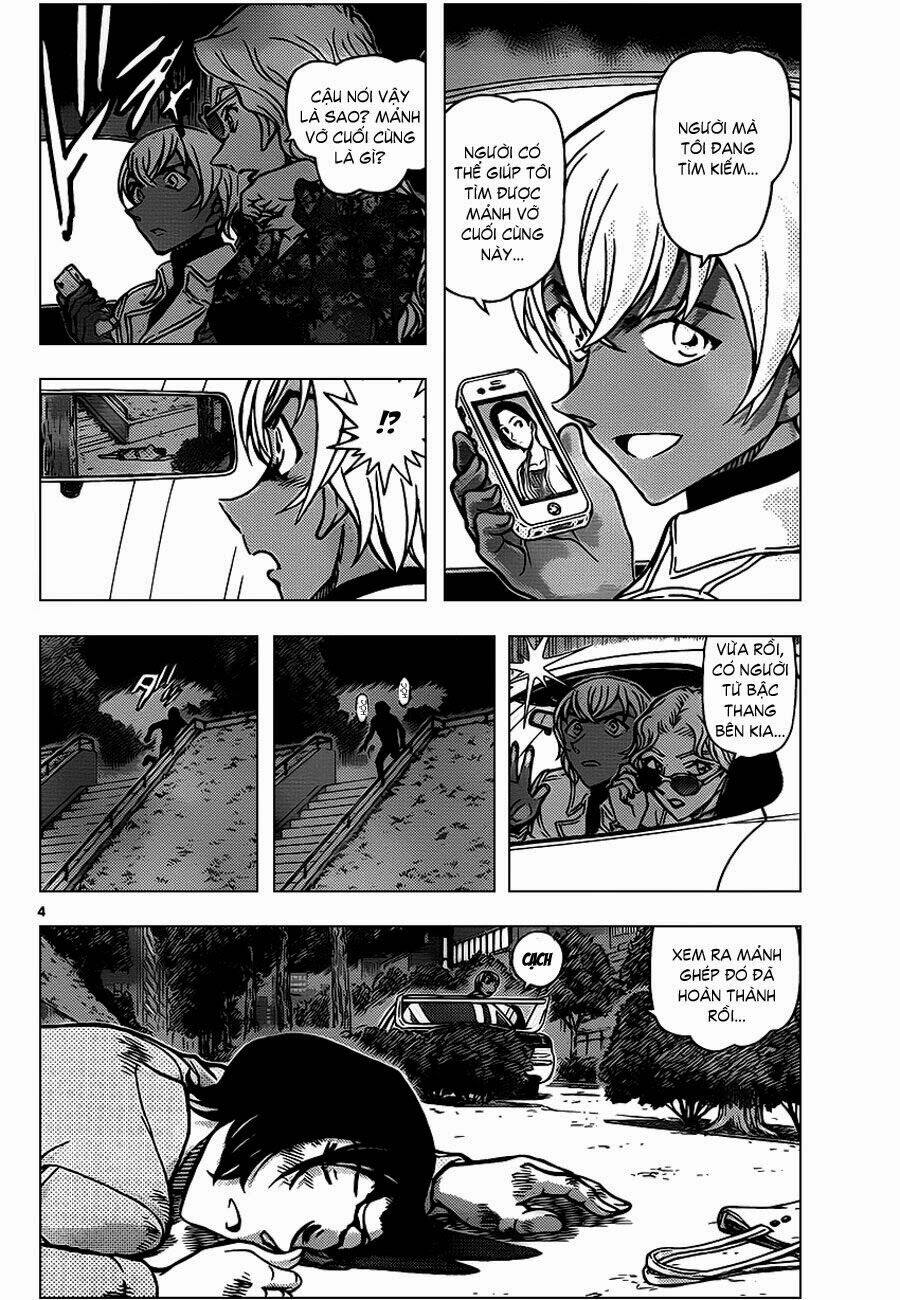 NGƯỜI MÀ
TÔI ĐANG
TÌM KIẾM...
NGƯỜI CÓ
THỂ GIÚP TÔI
TÌM ĐƯỢC
MẢNH VỠ
CUỐI CÙNG
NÀY...
CẬU NÓI VẬY
LÀ SAO? MẢNH
VỠ CUỐI CÙNG
LÀ GÌ?
!?
VỪA RỒI,
CÓ NGƯỜI
TỪ BẬC
THANG
BÊN KIA...
4
XEM RA MẢNH
GHÉP ĐÓ ĐÃ
HOÀN THÀNH
RỒI...
CẠCH